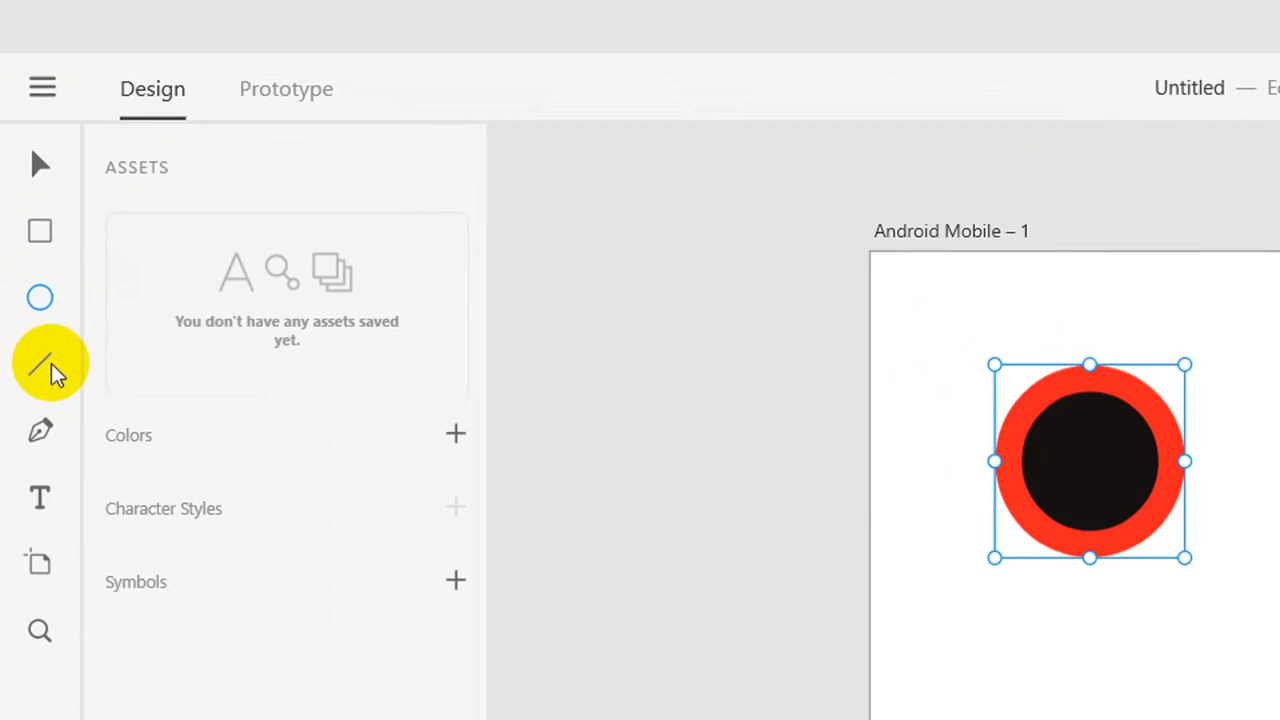 Design
Prototype
Untitled —
ASSETS
You don't have any assets saved
yet.
Colors
Character Styles
Symbols
Android Mobile – 1